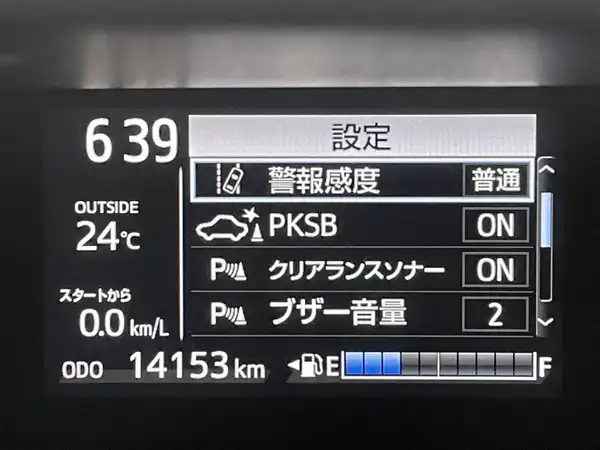 6:39
設定
警報感度 普通
OUTSIDE
24℃
PKSB ON
クリアランスソナー ON
スタートから
0.0 km/L
ブザー音量 2
ODO 14153 km
E F